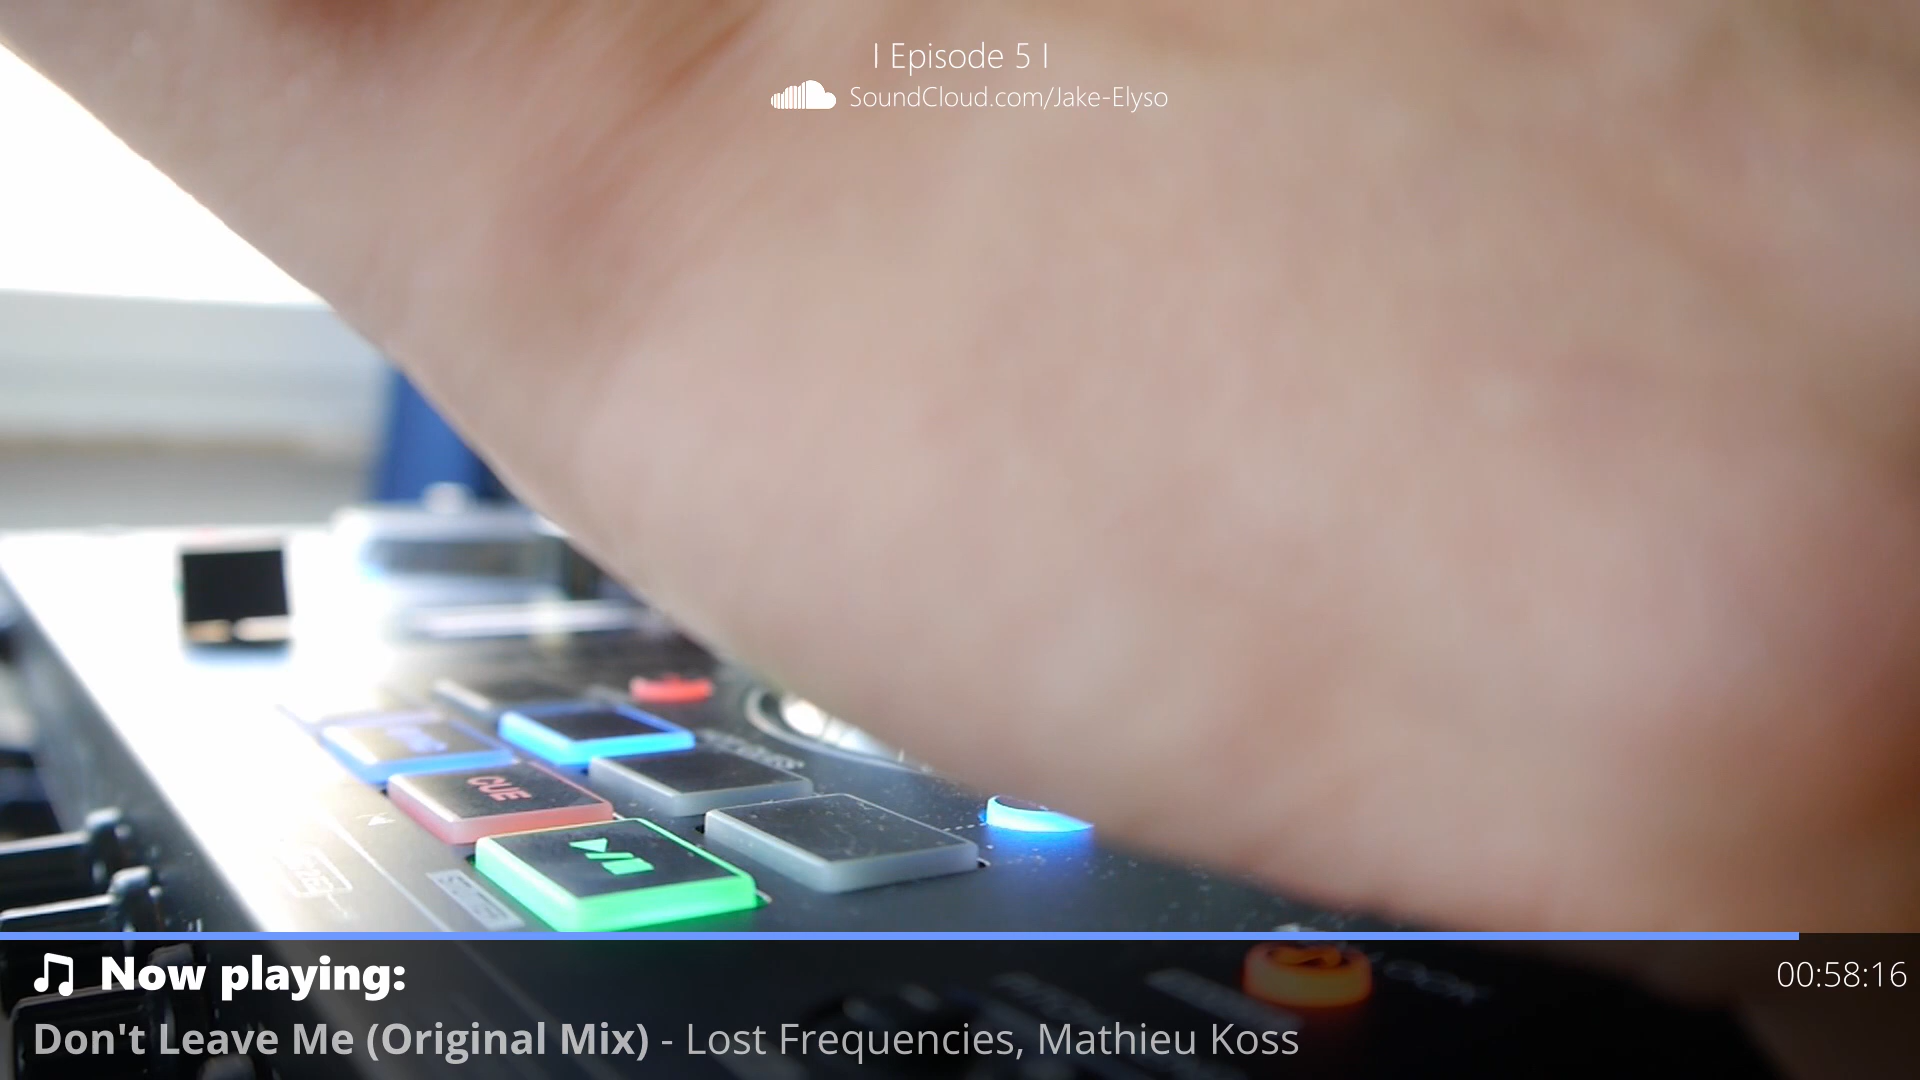 | Episode 5 |
SoundCloud.com/Jake-Elyso
CUE
Now playing:
00:58:16
Don't Leave Me (Original Mix) - Lost Frequencies, Mathieu Koss